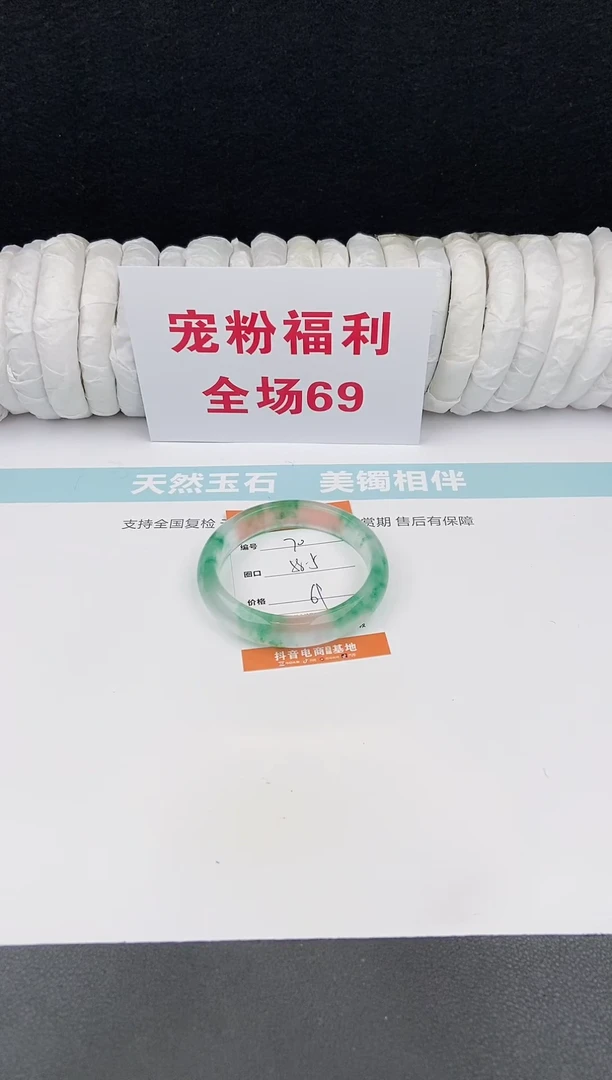 宠粉福利
全场69
天然玉石 美镯相伴
支持全国复检
赏期 售后有保障
编号 70
圈口
价格 69
抖音电商 基地